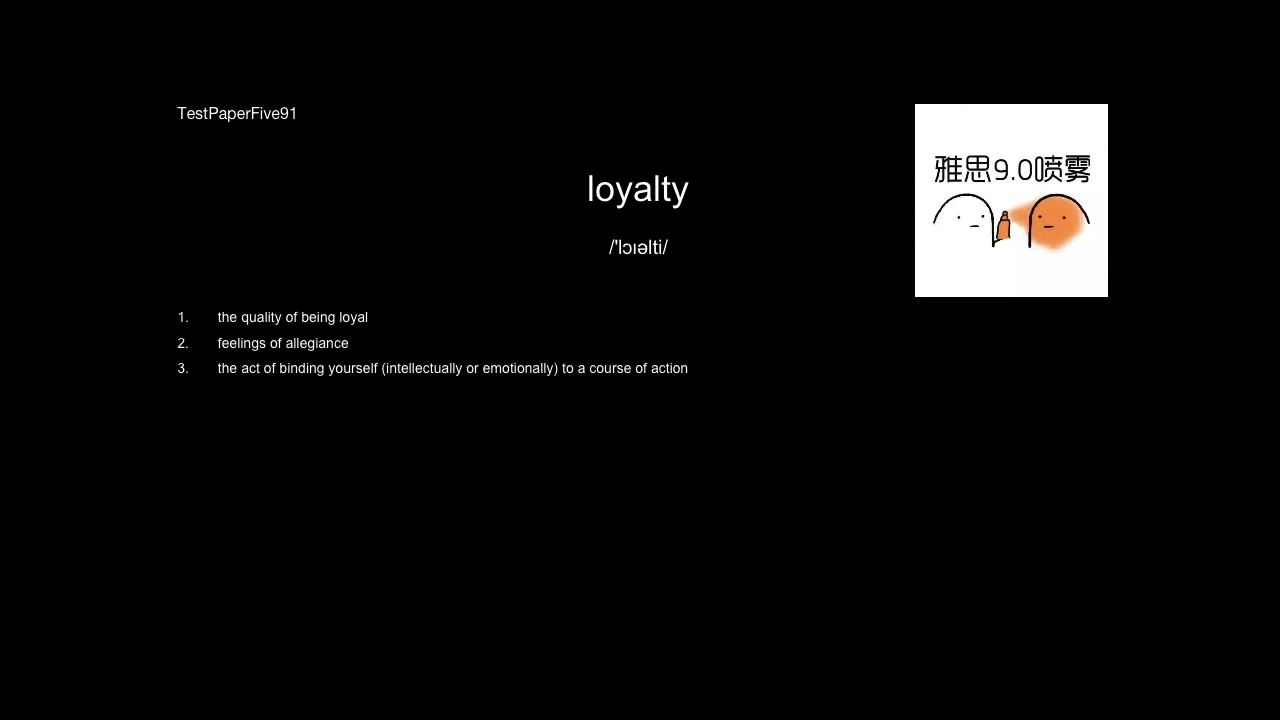 TestPaperFive91
雅思9.0喷雾
loyalty
/'lɔɪəlti/
1. the quality of being loyal
2. feelings of allegiance
3. the act of binding yourself (intellectually or emotionally) to a course of action